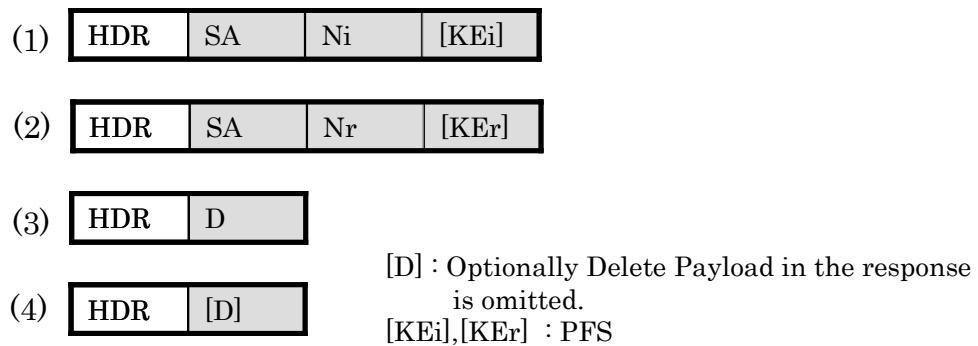 (1) HDR SA Ni [KEi]
(2) HDR SA Nr [KEr]
(3) HDR D
(4) HDR [D]
[D] : Optionally Delete Payload in the response
is omitted.
[KEi],[KEr] : PFS